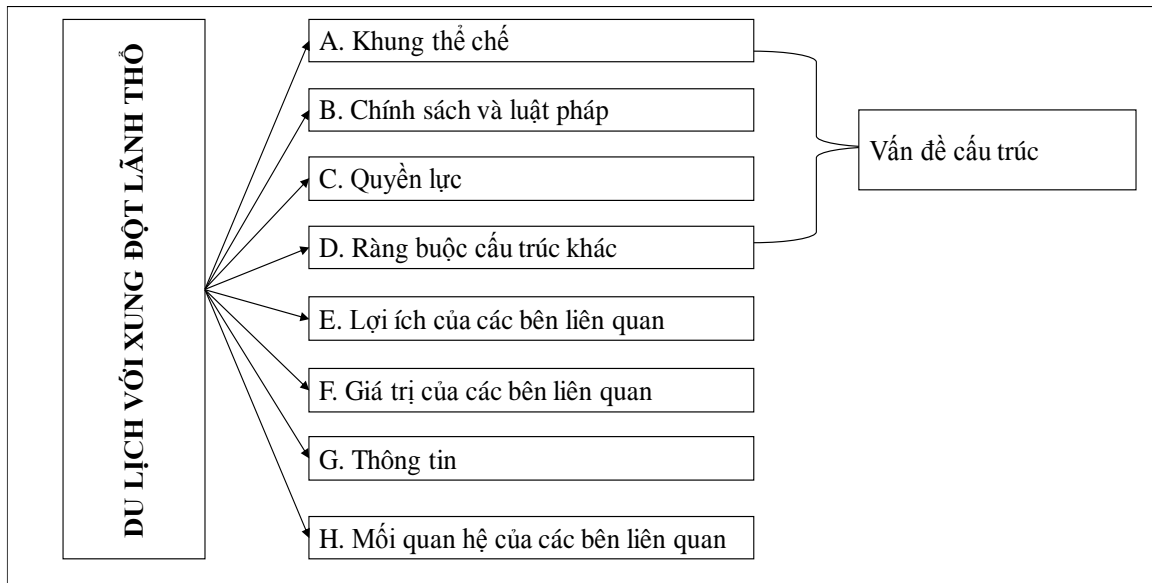 DU LỊCH VỚI XUNG ĐỘT LÃNH THỔ
A. Khung thể chế
B. Chính sách và luật pháp
C. Quyền lực
D. Ràng buộc cấu trúc khác
E. Lợi ích của các bên liên quan
F. Giá trị của các bên liên quan
G. Thông tin
H. Mối quan hệ của các bên liên quan
Vấn đề cấu trúc